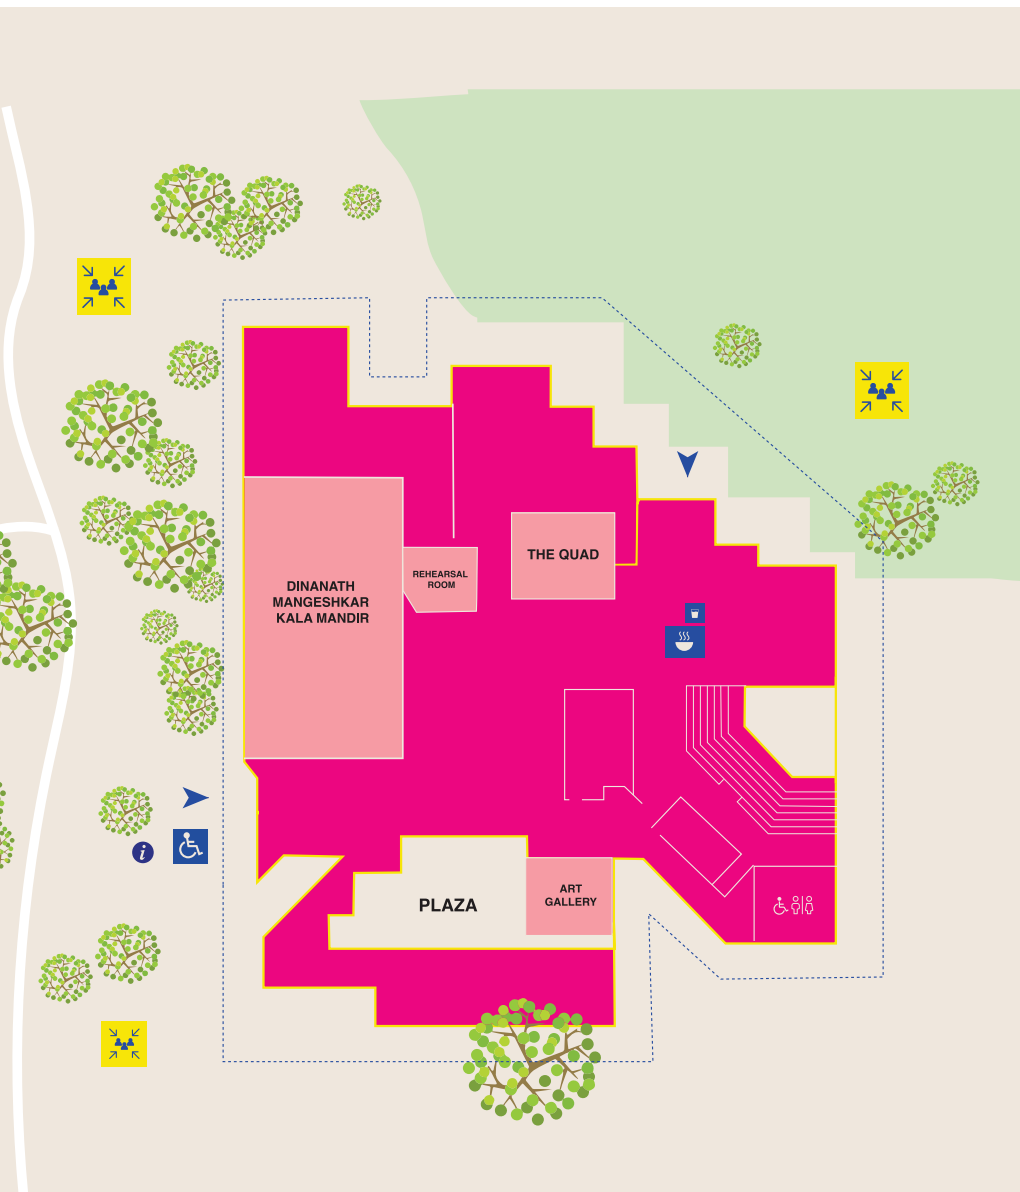 THE QUAD
REHEARSAL
ROOM
DINANATH
MANGESHKAR
KALA MANDIR
PLAZA
ART
GALLERY
i